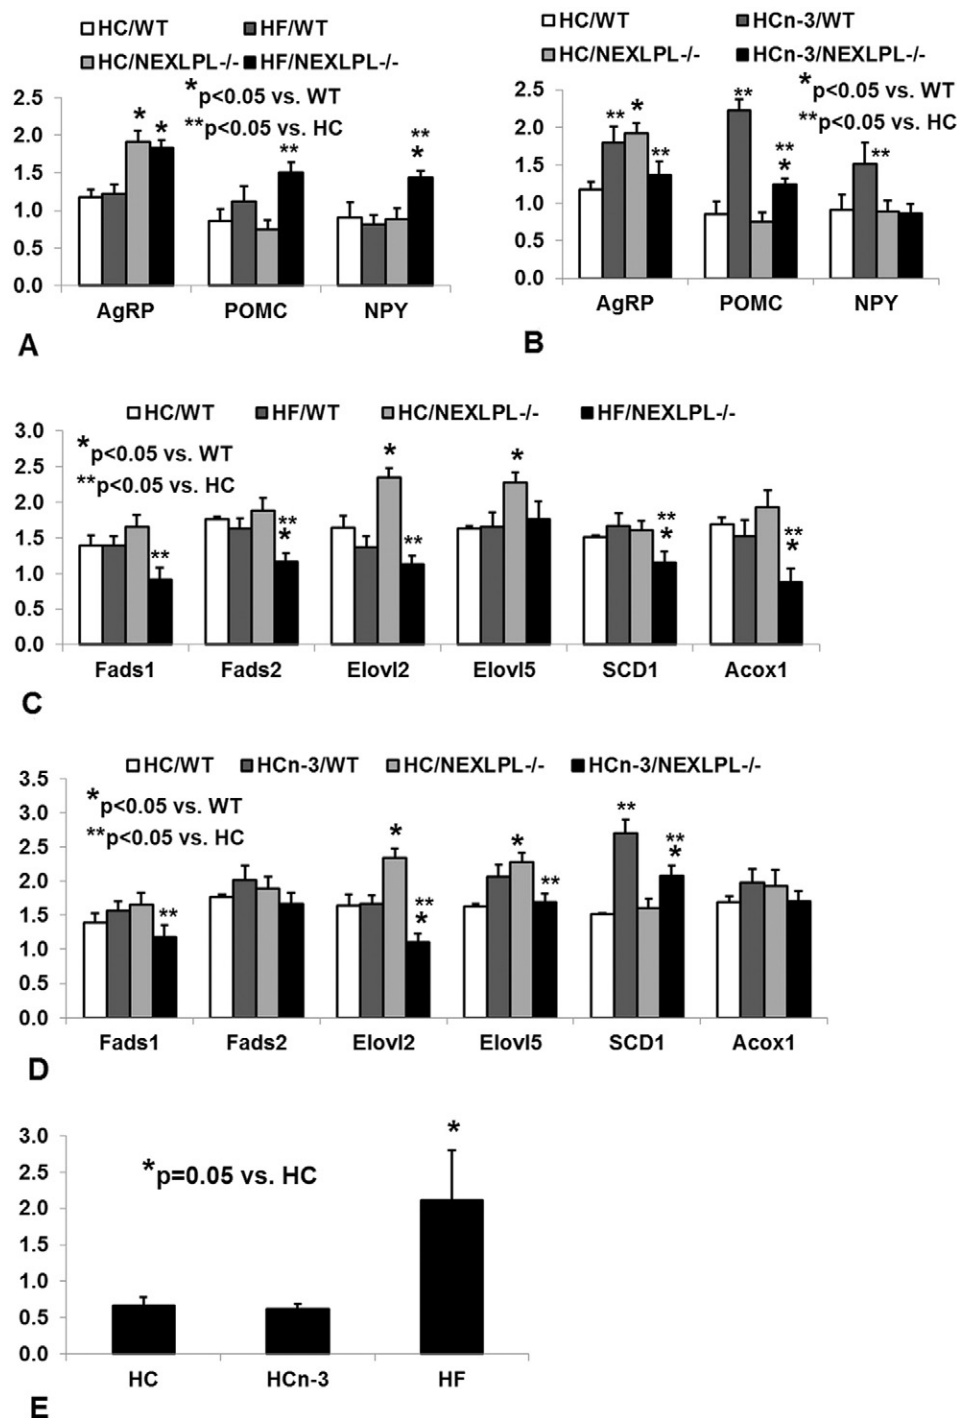 HC/WT HF/WT
HC/NEXLPL-/- HF/NEXLPL-/-
*p<0.05 vs. WT
**p<0.05 vs. HC
2.5
2.0
1.5
1.0
0.5
0.0
* * ** ** *
AgRP POMC NPY
A
HC/WT HCn-3/WT
HC/NEXLPL-/- HCn-3/NEXLPL-/-
*p<0.05 vs. WT
**p<0.05 vs. HC
2.5
2.0
1.5
1.0
0.5
0.0
** * ** ** ** * **
AgRP POMC NPY
B
HC/WT HF/WT HC/NEXLPL-/- HF/NEXLPL-/-
*p<0.05 vs. WT
**p<0.05 vs. HC
3.0
2.5
2.0
1.5
1.0
0.5
0.0
** ** * * ** * ** * ** *
Fads1 Fads2 Elovl2 Elovl5 SCD1 Acox1
C
HC/WT HCn-3/WT HC/NEXLPL-/- HCn-3/NEXLPL-/-
*p<0.05 vs. WT
**p<0.05 vs. HC
3.5
3.0
2.5
2.0
1.5
1.0
0.5
0.0
** * ** * * ** ** ** *
Fads1 Fads2 Elovl2 Elovl5 SCD1 Acox1
D
*p=0.05 vs. HC
3.0
2.5
2.0
1.5
1.0
0.5
0.0
*
HC HCn-3 HF
E